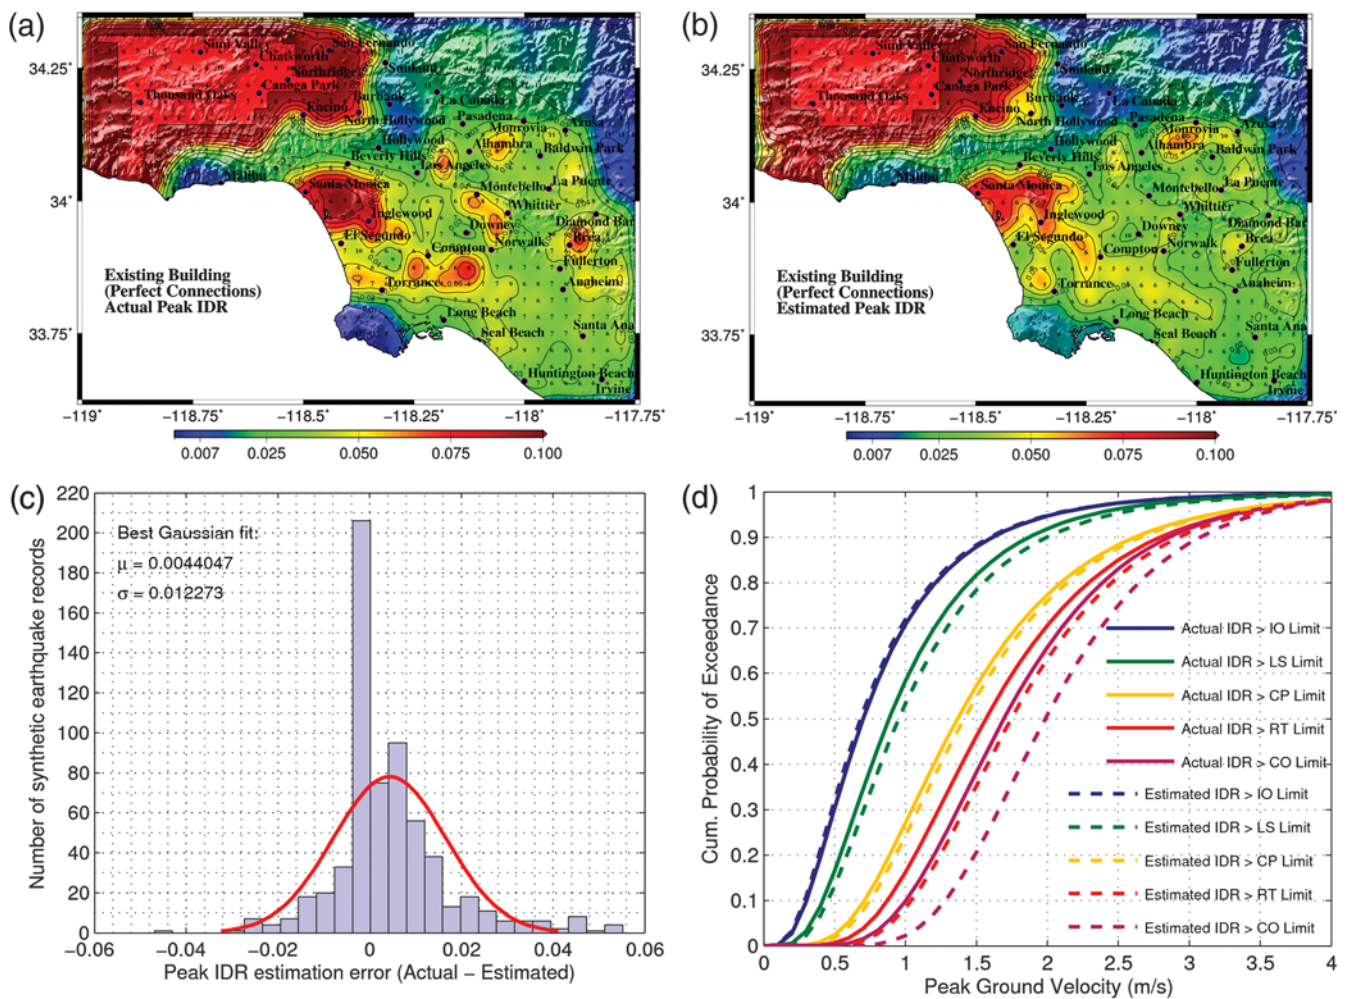 (a)
Simi Valley
San Fernando
Chatsworth
Sunland
Northridge
Canoga Park
Thousand Oaks
Burbank
La Canada
Encino
Pasadena
North Hollywood
Monrovia
Azusa
Hollywood
Alhambra
Baldwin Park
Beverly Hills
Los Angeles
Malibu
Santa Monica
Montebello
La Puente
Whittier
Inglewood
Downey
Diamond Bar
El Segundo
Norwalk
Brea
Compton
Fullerton
Torrance
Anaheim
Long Beach
Seal Beach
Santa Ana
Huntington Beach
Irvine
Existing Building
(Perfect Connections)
Actual Peak IDR
34.25°
34°
33.75°
−119° −118.75° −118.5° −118.25° −118° −117.75°
0.007 0.025 0.050 0.075 0.100
(b)
Simi Valley
San Fernando
Chatsworth
Sunland
Northridge
Canoga Park
Thousand Oaks
Burbank
La Canada
Encino
Pasadena
North Hollywood
Monrovia
Azusa
Hollywood
Alhambra
Baldwin Park
Beverly Hills
Los Angeles
Malibu
Santa Monica
Montebello
La Puente
Whittier
Inglewood
Downey
Diamond Bar
El Segundo
Norwalk
Brea
Compton
Fullerton
Torrance
Anaheim
Long Beach
Seal Beach
Santa Ana
Huntington Beach
Irvine
Existing Building
(Perfect Connections)
Estimated Peak IDR
34.25°
34°
33.75°
−119° −118.75° −118.5° −118.25° −118° −117.75°
0.007 0.025 0.050 0.075 0.100
(c)
Number of synthetic earthquake records
220
200
180
160
140
120
100
80
60
40
20
0
Best Gaussian fit:
μ = 0.0044047
σ = 0.012273
−0.06 −0.04 −0.02 0 0.02 0.04 0.06
Peak IDR estimation error (Actual − Estimated)
(d)
Cum. Probability of Exceedance
1
0.9
0.8
0.7
0.6
0.5
0.4
0.3
0.2
0.1
0
Actual IDR > IO Limit
Actual IDR > LS Limit
Actual IDR > CP Limit
Actual IDR > RT Limit
Actual IDR > CO Limit
Estimated IDR > IO Limit
Estimated IDR > LS Limit
Estimated IDR > CP Limit
Estimated IDR > RT Limit
Estimated IDR > CO Limit
0 0.5 1 1.5 2 2.5 3 3.5 4
Peak Ground Velocity (m/s)